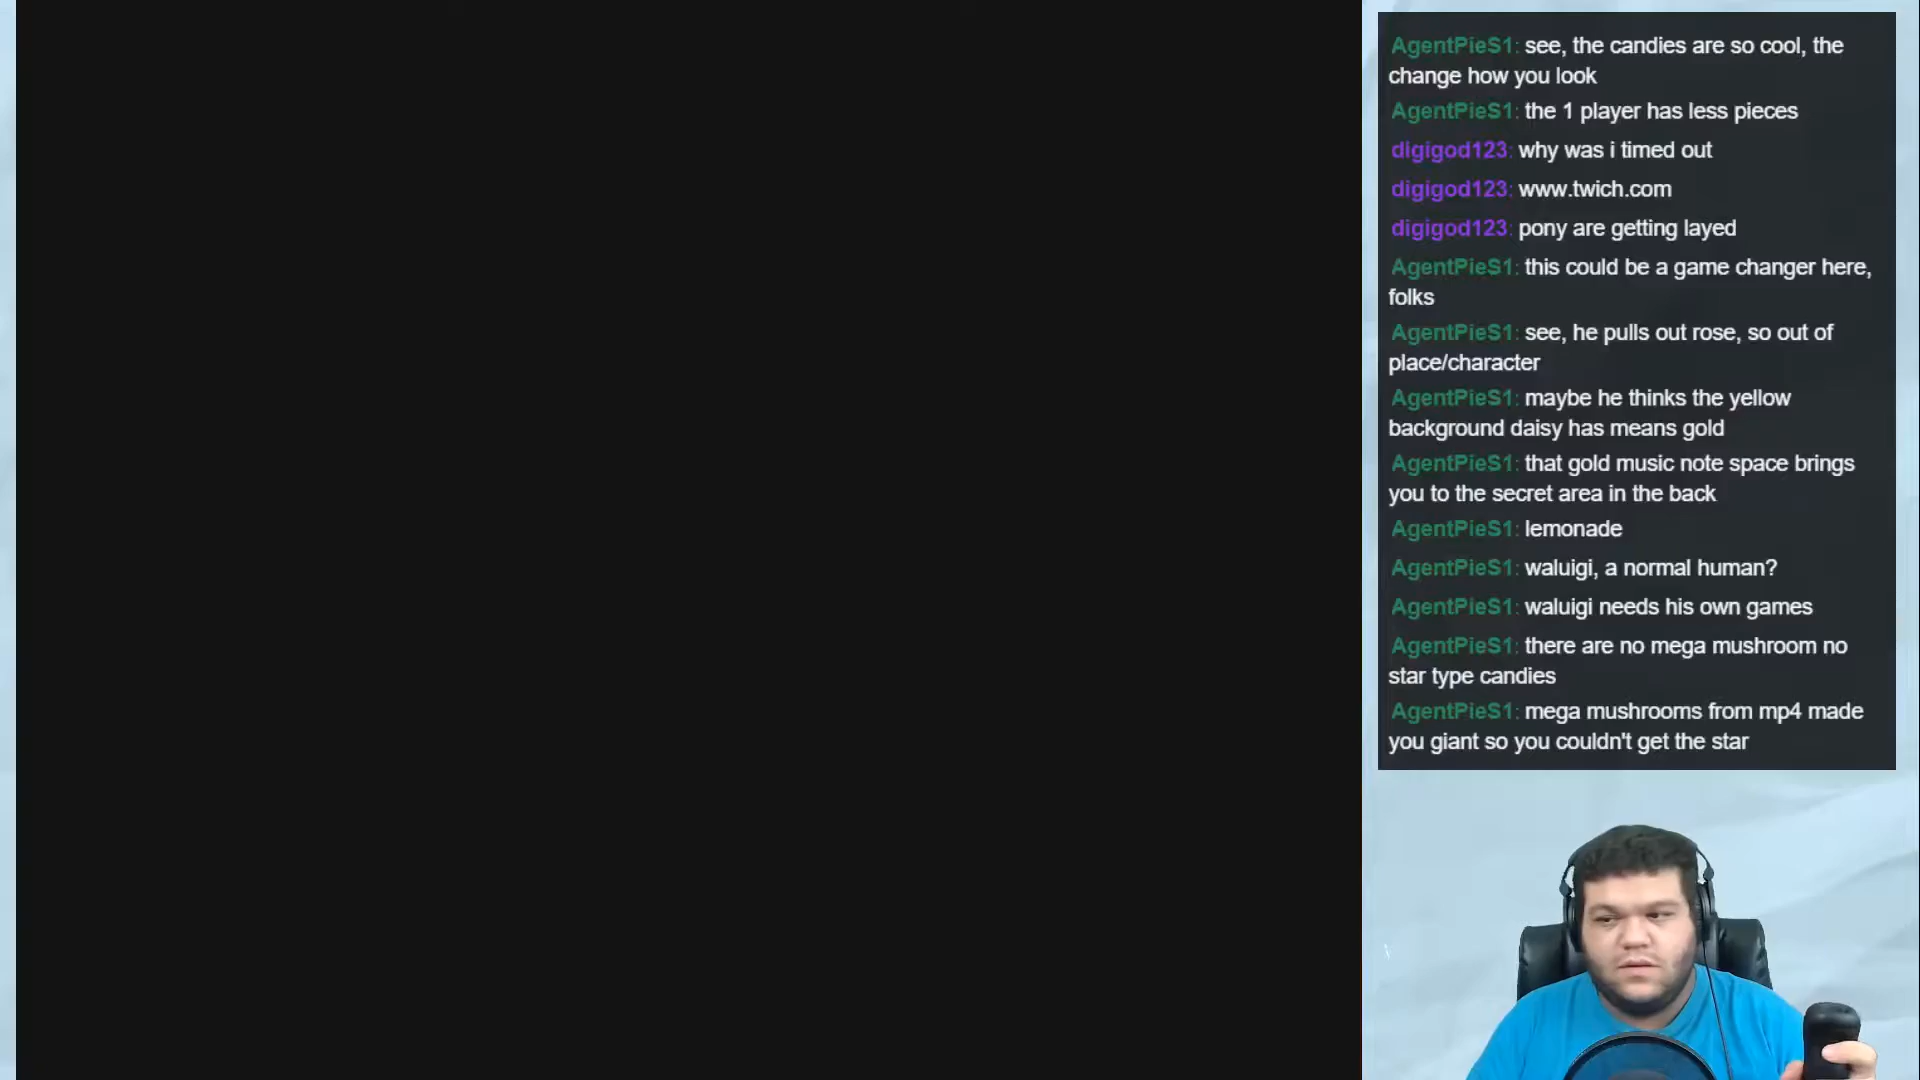 AgentPieS1: see, the candies are so cool, the
change how you look
AgentPieS1: the 1 player has less pieces
digigod123: why was i timed out
digigod123: www.twich.com
digigod123: pony are getting layed
AgentPieS1: this could be a game changer here,
folks
AgentPieS1: see, he pulls out rose, so out of
place/character
AgentPieS1: maybe he thinks the yellow
background daisy has means gold
AgentPieS1: that gold music note space brings
you to the secret area in the back
AgentPieS1: lemonade
AgentPieS1: waluigi, a normal human?
AgentPieS1: waluigi needs his own games
AgentPieS1: there are no mega mushroom no
star type candies
AgentPieS1: mega mushrooms from mp4 made
you giant so you couldn't get the star